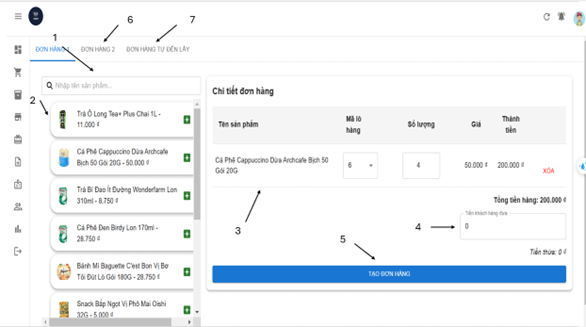 6
7
1
ĐƠN HÀNG 1
ĐƠN HÀNG 2
ĐƠN HÀNG TỰ ĐẾN LẤY
Nhập tên sản phẩm...
2
Trà Ô Long Tea+ Plus Chai 1L -
11.000 ₫
Cà Phê Cappuccino Dừa Archcafe
Bịch 50 Gói 20G - 50.000 ₫
Trà Bí Đao Ít Đường Wonderfarm Lon
310ml - 8.750 ₫
Cà Phê Đen Birdy Lon 170ml -
28.750 ₫
Bánh Mì Baguette C'est Bon Vị Bơ
Tỏi Đút Lò Gói 180G - 28.750 ₫
Snack Bắp Ngọt Vị Phô Mai Oishi
32G - 5.000 ₫
Chi tiết đơn hàng
Tên sản phẩm
Mã lô
hàng
Số lượng
Giá
Thành
tiền
Cà Phê Cappuccino Dừa Archcafe Bịch 50
Gói 20G
6
4
50.000 ₫
200.000 ₫
XÓA
3
Tổng tiền hàng: 200.000 ₫
4
Tiền khách hàng đưa
0
Tiền thừa: 0 ₫
5
TẠO ĐƠN HÀNG